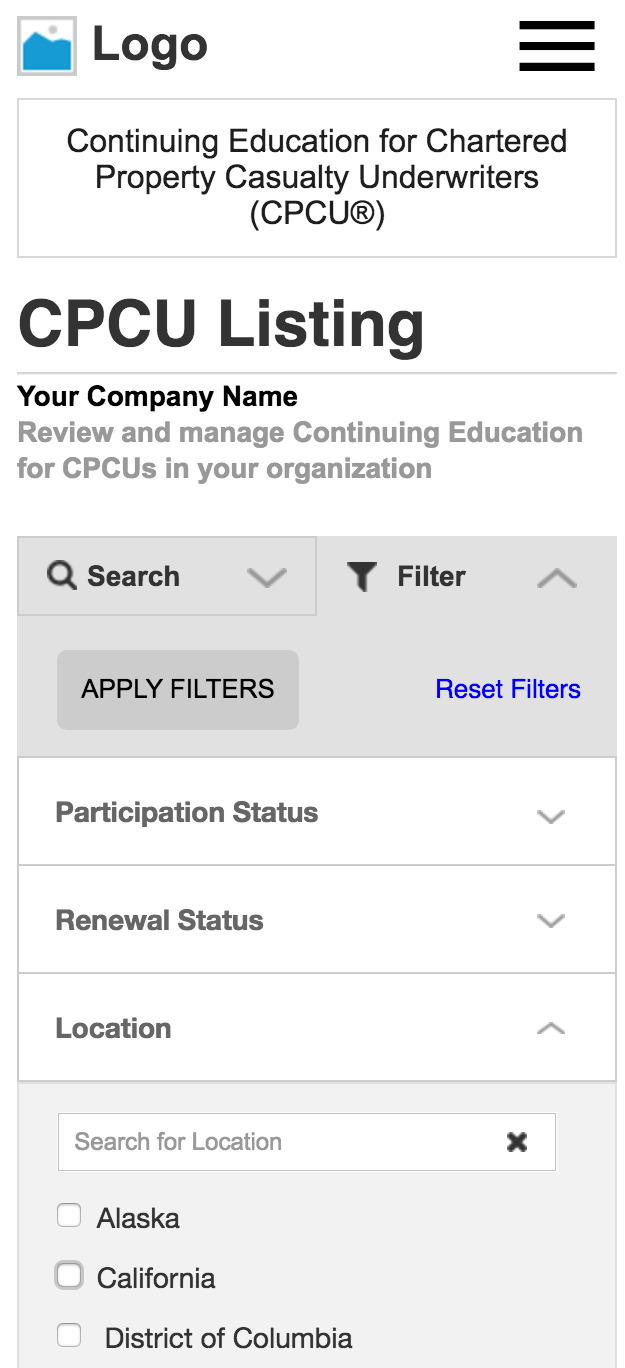 Logo
Continuing Education for Chartered
Property Casualty Underwriters
(CPCU®)
CPCU Listing
Your Company Name
Review and manage Continuing Education
for CPCUs in your organization
Search
Filter
APPLY FILTERS
Reset Filters
Participation Status
Renewal Status
Location
Search for Location
Alaska
California
District of Columbia